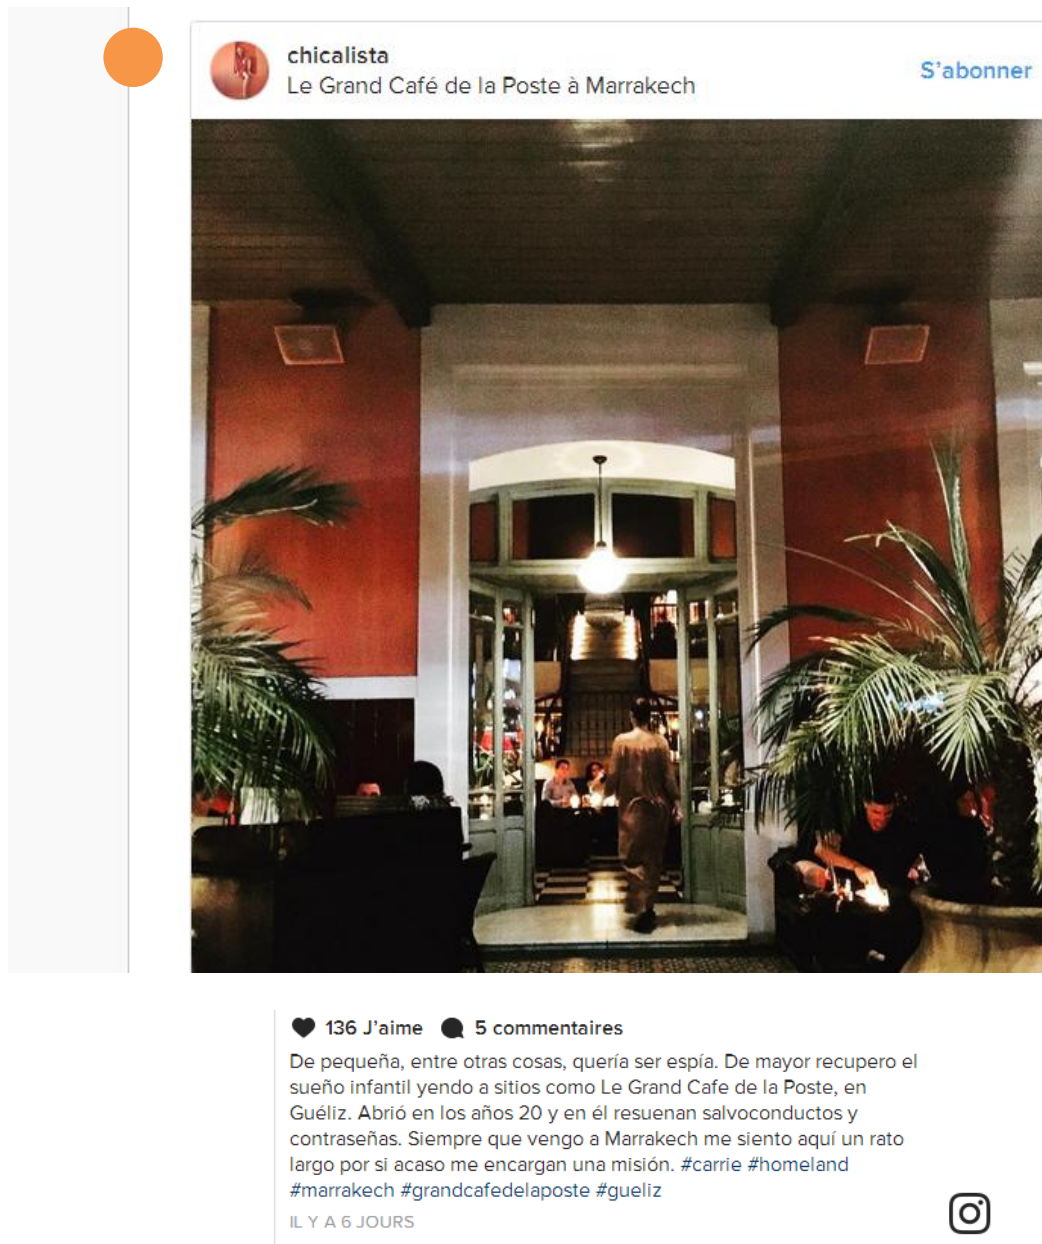 chicalista
Le Grand Café de la Poste à Marrakech
S'abonner
136 J'aime 5 commentaires
De pequeña, entre otras cosas, quería ser espía. De mayor recupero el
sueño infantil yendo a sitios como Le Grand Cafe de la Poste, en
Guéliz. Abrió en los años 20 y en él resuenan salvoconductos y
contraseñas. Siempre que vengo a Marrakech me siento aquí un rato
largo por si acaso me encargan una misión. #carrie #homeland
#marrakech #grandcafedelaposte #gueliz
IL Y A 6 JOURS